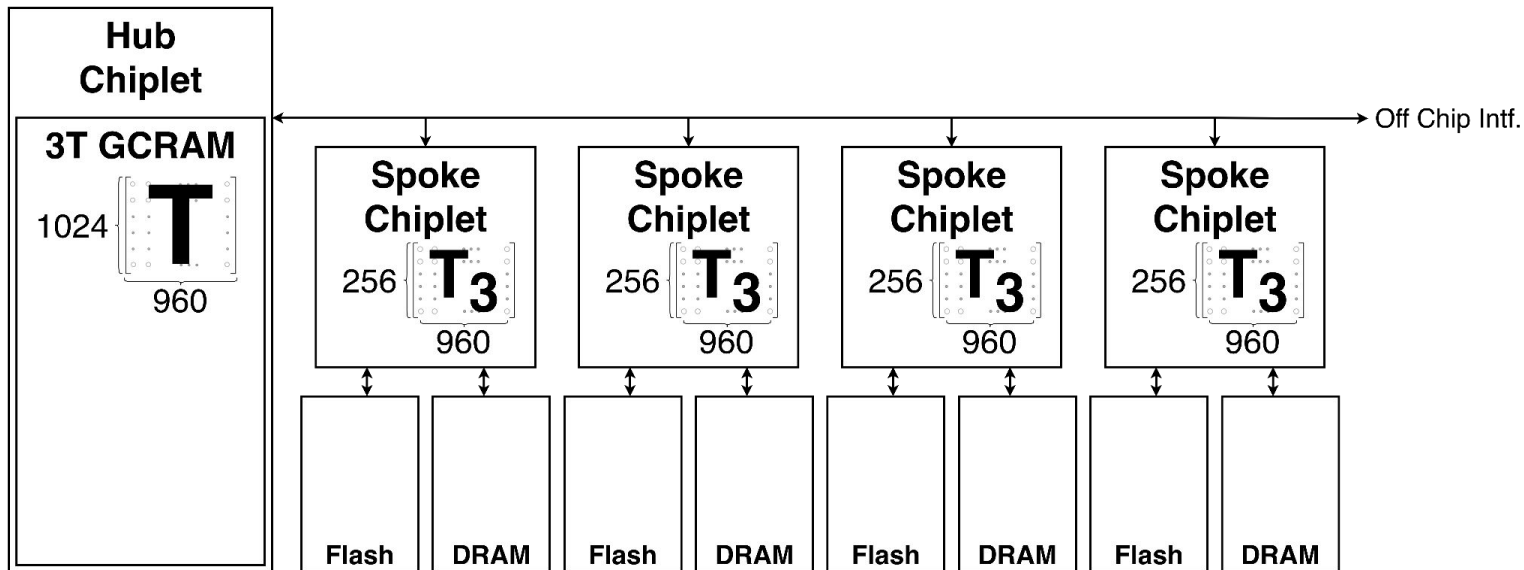 Hub
Chiplet
3T GCRAM
T
1024
960
Off Chip Intf.
Spoke
Chiplet
T3
256
960
Spoke
Chiplet
T3
256
960
Spoke
Chiplet
T3
256
960
Spoke
Chiplet
T3
256
960
Flash
DRAM
Flash
DRAM
Flash
DRAM
Flash
DRAM